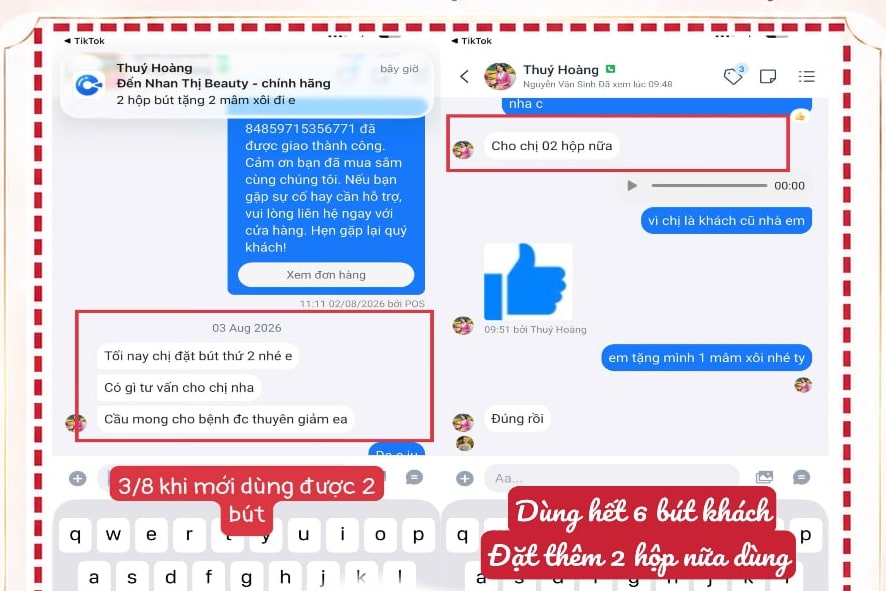 ◄ TikTok
Thuý Hoàng
bây giờ
Đến Nhan Thị Beauty - chính hãng
2 hộp bút tặng 2 mâm xôi đi e
84859715356771 đã
được giao thành công.
Cảm ơn bạn đã mua sắm
cùng chúng tôi. Nếu bạn
gặp sự cố hay cần hỗ trợ,
vui lòng liên hệ ngay với
cửa hàng. Hẹn gặp lại quý
khách!
Xem đơn hàng
11:11 02/08/2026 bởi POS
03 Aug 2026
Tối nay chị đặt bút thứ 2 nhé e
Có gì tư vấn cho chị nha
Cầu mong cho bệnh đc thuyên giảm ea
Dạ c iu
3/8 khi mới dùng được 2
bút
q w e r t y u i o p
a s d f g h j k l
◄ TikTok
Thuý Hoàng
Nguyễn Văn Sinh Đã xem lúc 09:48
3
nha c
Cho chị 02 hộp nữa
00:00
vì chị là khách cũ nhà em
09:51 bởi Thuý Hoàng
em tặng mình 1 mâm xôi nhé ty
Đúng rồi
Aa...
Dùng hết 6 bút khách
Đặt thêm 2 hộp nữa dùng
q p
a g j k